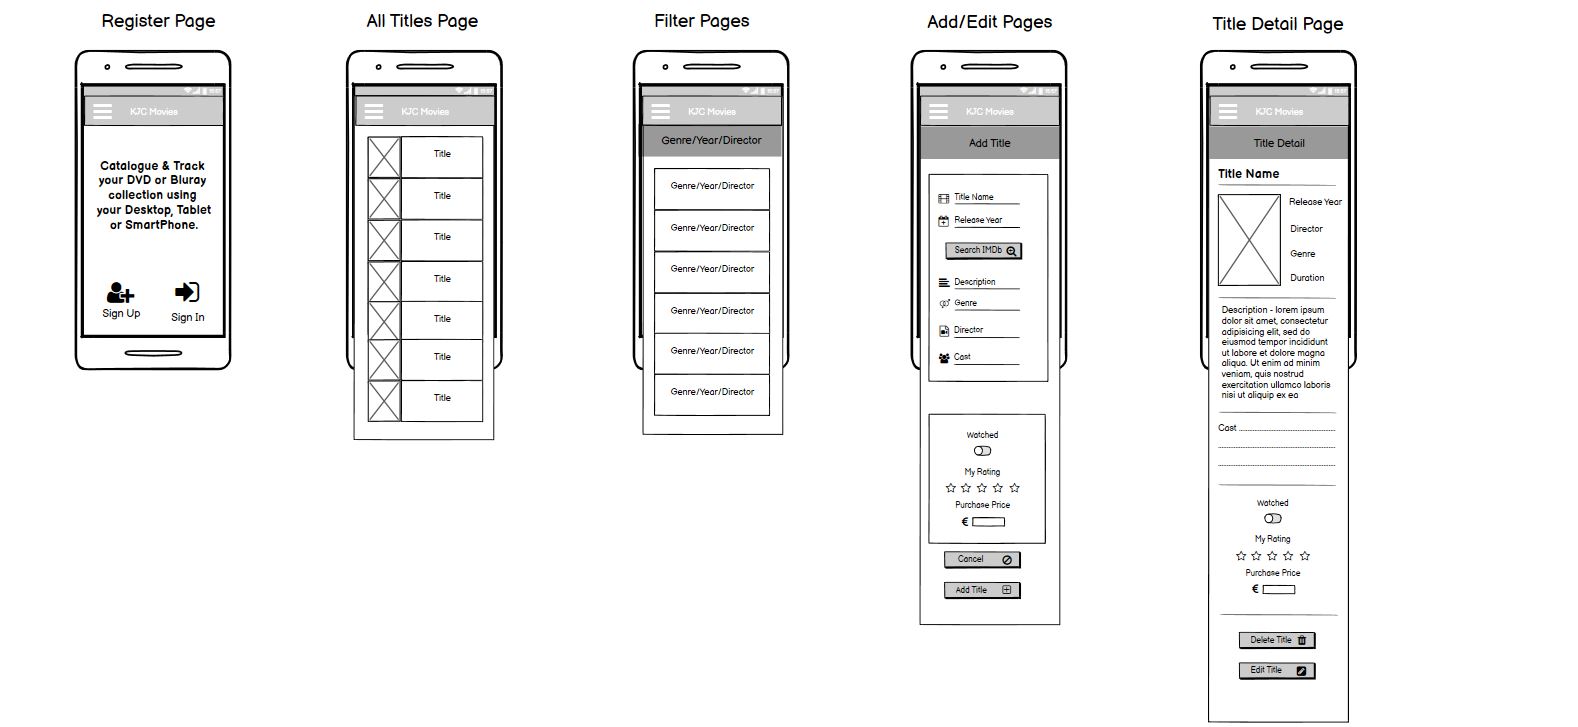 Register Page
KJC Movies
Catalogue & Track
your DVD or Bluray
collection using
your Desktop, Tablet
or SmartPhone.
Sign Up
Sign In
All Titles Page
KJC Movies
Title
Title
Title
Title
Title
Title
Title
Filter Pages
KJC Movies
Genre/Year/Director
Genre/Year/Director
Genre/Year/Director
Genre/Year/Director
Genre/Year/Director
Genre/Year/Director
Genre/Year/Director
Add/Edit Pages
KJC Movies
Add Title
Title Name
Release Year
Search IMDb
Description
Genre
Director
Cast
Watched
My Rating
Purchase Price
€
Cancel
Add Title
Title Detail Page
KJC Movies
Title Detail
Title Name
Release Year
Director
Genre
Duration
Description - lorem ipsum
dolor sit amet, consectetur
adipisicing elit, sed do
eiusmod tempor incididunt
ut labore et dolore magna
aliqua. Ut enim ad minim
veniam, quis nostrud
exercitation ullamco laboris
nisi ut aliquip ex ea
Cast
Watched
My Rating
Purchase Price
€
Delete Title
Edit Title